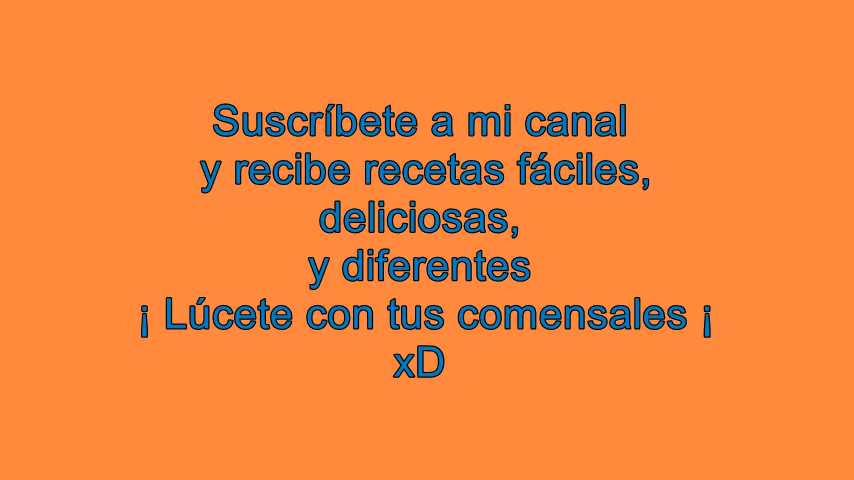 Suscríbete a mi canal
y recibe recetas fáciles,
deliciosas,
y diferentes
¡ Lúcete con tus comensales ¡
xD